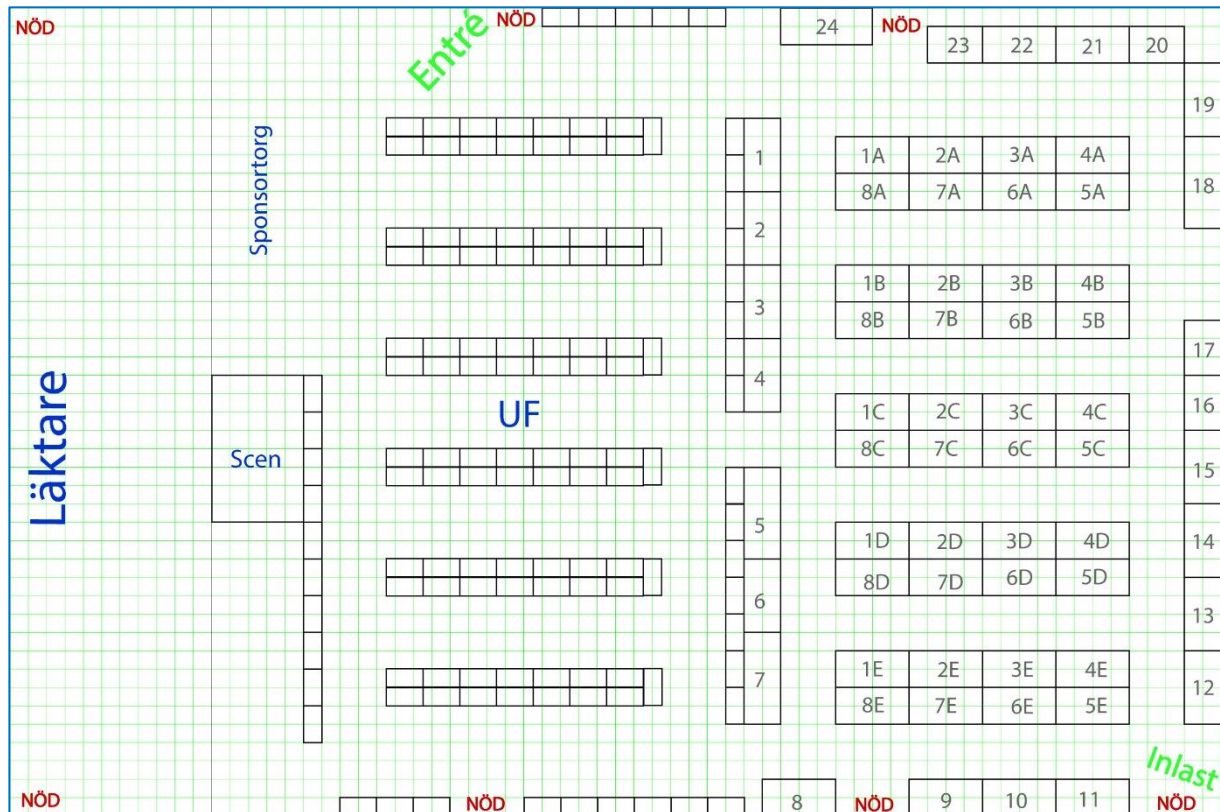 NÖD
Entré
NÖD
24
NÖD
23 22 21 20
19
Sponsortorg
1
1A 2A 3A 4A
8A 7A 6A 5A
18
2
3
1B 2B 3B 4B
8B 7B 6B 5B
17
4
16
Läktare
UF
1C 2C 3C 4C
8C 7C 6C 5C
Scen
15
5
1D 2D 3D 4D
8D 7D 6D 5D
14
6
13
7
1E 2E 3E 4E
8E 7E 6E 5E
12
Inlast
NÖD
NÖD
8
NÖD
9 10 11
NÖD